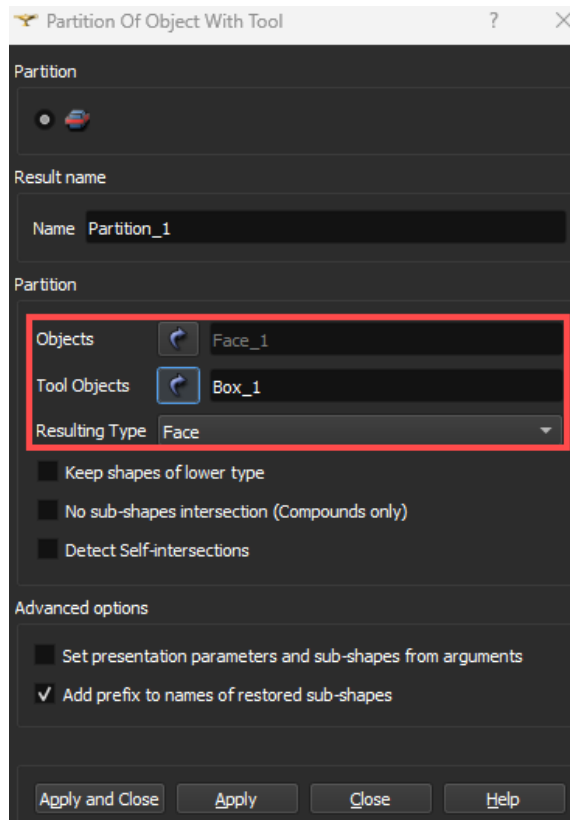 Partition Of Object With Tool ?
Partition
Result name
Name Partition_1
Partition
Objects Face_1
Tool Objects Box_1
Resulting Type Face
Keep shapes of lower type
No sub-shapes intersection (Compounds only)
Detect Self-intersections
Advanced options
Set presentation parameters and sub-shapes from arguments
Add prefix to names of restored sub-shapes
Apply and Close Apply Close Help